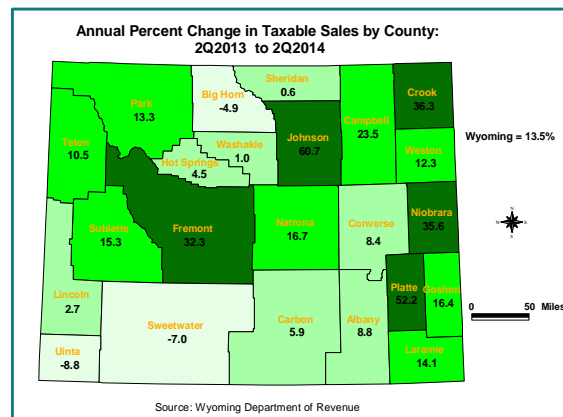 Annual Percent Change in Taxable Sales by County:
2Q2013 to 2Q2014
Sheridan
0.6
Big Horn
-4.9
Park
13.3
Crook
36.3
Campbell
23.5
Johnson
60.7
Wyoming = 13.5%
Teton
10.5
Washakie
1.0
Weston
12.3
Hot Springs
4.5
Niobrara
35.6
Fremont
32.3
Natrona
16.7
Converse
8.4
Sublette
15.3
N
W
E
S
Platte
52.2
Goshen
16.4
Lincoln
2.7
Sweetwater
-7.0
Carbon
5.9
Albany
8.8
0 50 Miles
Uinta
-8.8
Laramie
14.1
Source: Wyoming Department of Revenue